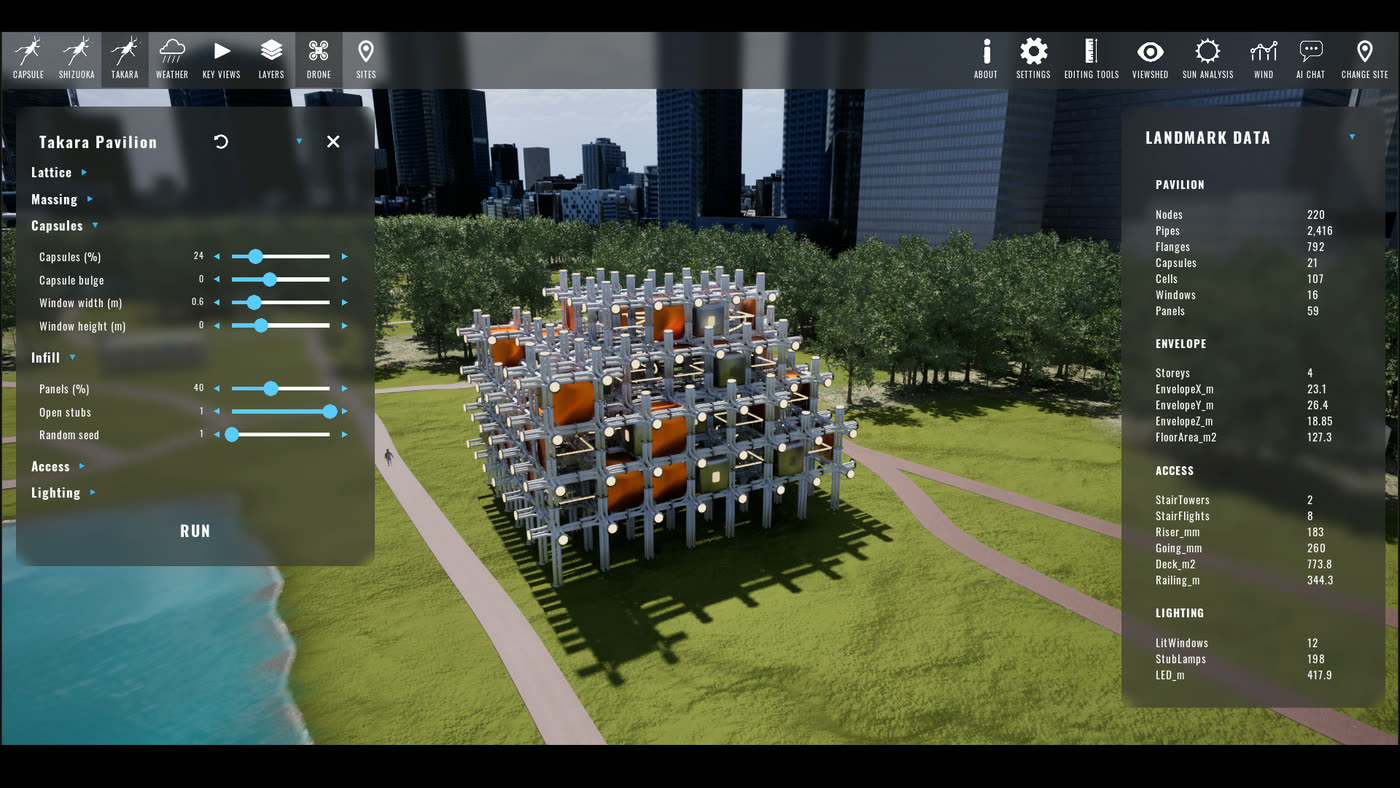 CAPSULE SHIZUOKA TAKARA WEATHER KEY VIEWS LAYERS DRONE SITES ABOUT SETTINGS EDITING TOOLS VIEWSHED SUN ANALYSIS WIND AI CHAT CHANGE SITE
Takara Pavilion
Lattice
Massing
Capsules
Capsules (%) 24
Capsule bulge 0
Window width (m) 0.6
Window height (m) 0
Infill
Panels (%) 40
Open stubs 1
Random seed 1
Access
Lighting
RUN
LANDMARK DATA
PAVILION
Nodes 220
Pipes 2,416
Flanges 792
Capsules 21
Cells 107
Windows 16
Panels 59
ENVELOPE
Storeys 4
EnvelopeX_m 23.1
EnvelopeY_m 26.4
EnvelopeZ_m 18.85
FloorArea_m2 127.3
ACCESS
StairTowers 2
StairFlights 8
Riser_mm 183
Going_mm 260
Deck_m2 773.8
Railing_m 344.3
LIGHTING
LitWindows 12
StubLamps 198
LED_m 417.9